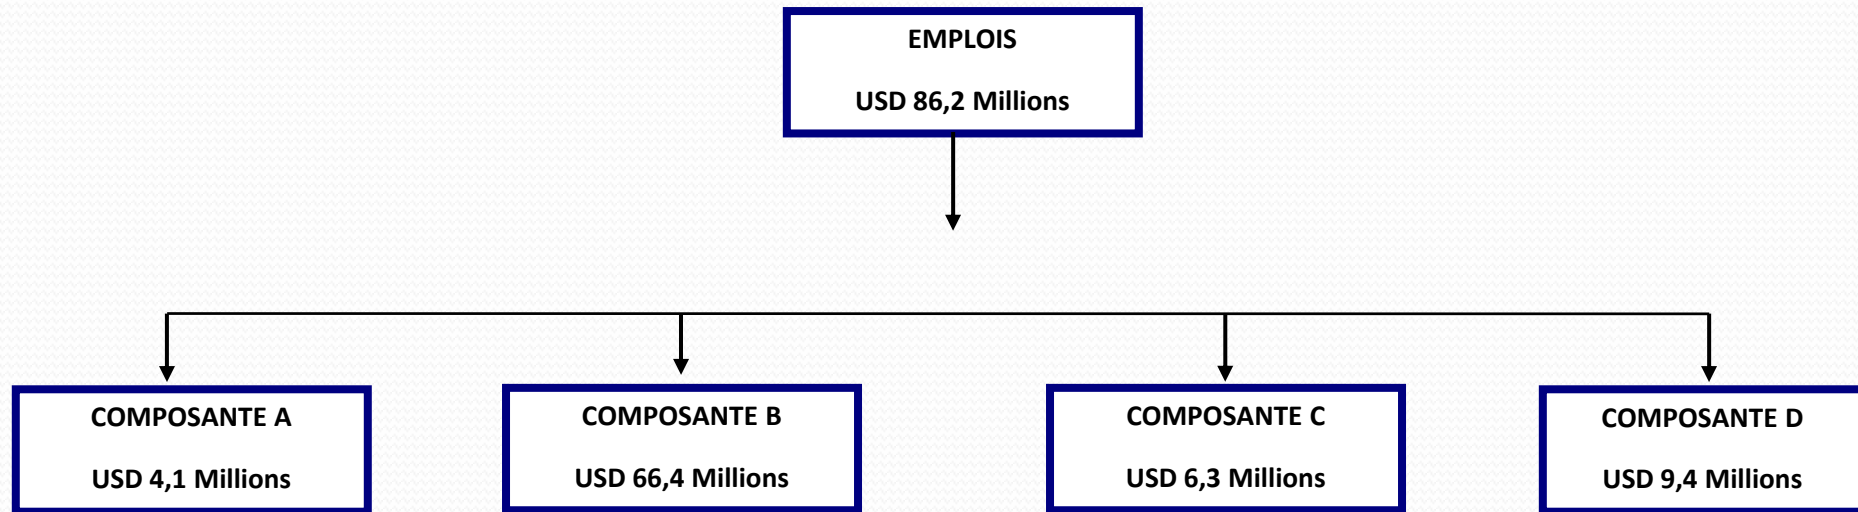 EMPLOIS
USD 86,2 Millions
COMPOSANTE A
USD 4,1 Millions
COMPOSANTE B
USD 66,4 Millions
COMPOSANTE C
USD 6,3 Millions
COMPOSANTE D
USD 9,4 Millions